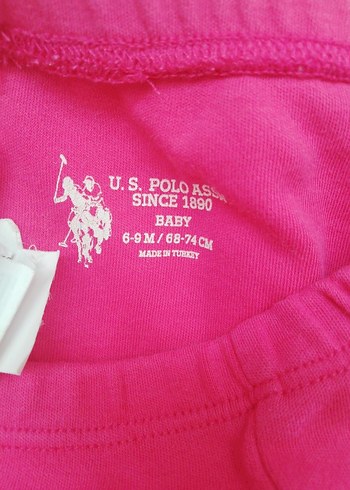 U. S. POLO ASSN
SINCE 1890
BABY
6-9 M / 68-74 CM
MADE IN TURKEY